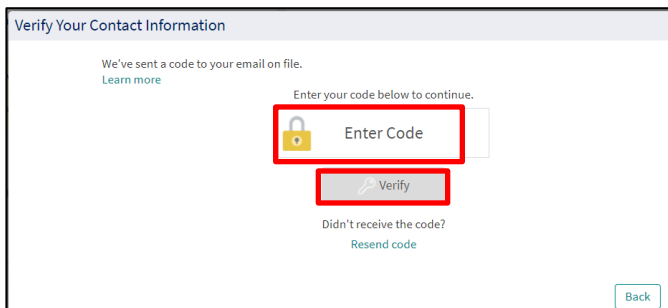 Verify Your Contact Information
We've sent a code to your email on file.
Learn more
Enter your code below to continue.
Enter Code
Verify
Didn't receive the code?
Resend code
Back